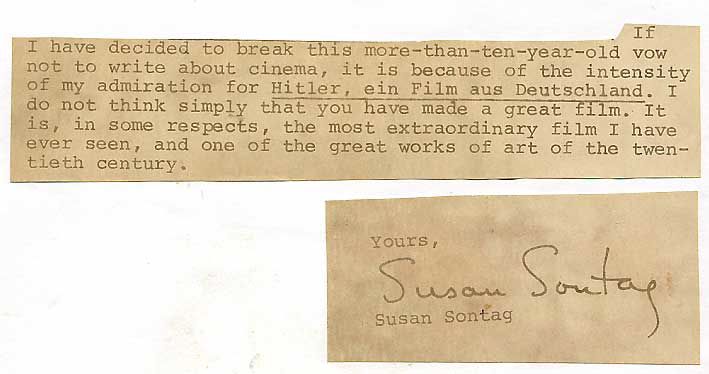 If
I have decided to break this more-than-ten-year-old vow
not to write about cinema, it is because of the intensity
of my admiration for Hitler, ein Film aus Deutschland. I
do not think simply that you have made a great film. It
is, in some respects, the most extraordinary film I have
ever seen, and one of the great works of art of the twen-
tieth century.
Yours,
Susan Sontag
Susan Sontag